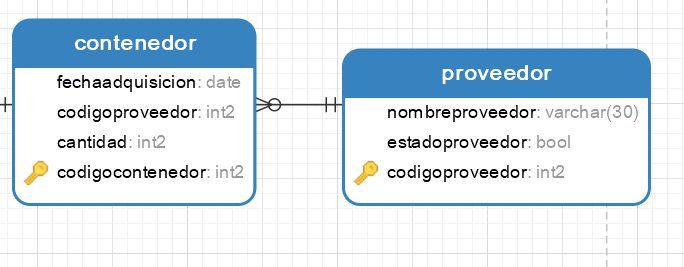 contenedor
fechaadquisicion: date
codigoproveedor: int2
cantidad: int2
codigocontenedor: int2
proveedor
nombreproveedor: varchar(30)
estadoproveedor: bool
codigoproveedor: int2